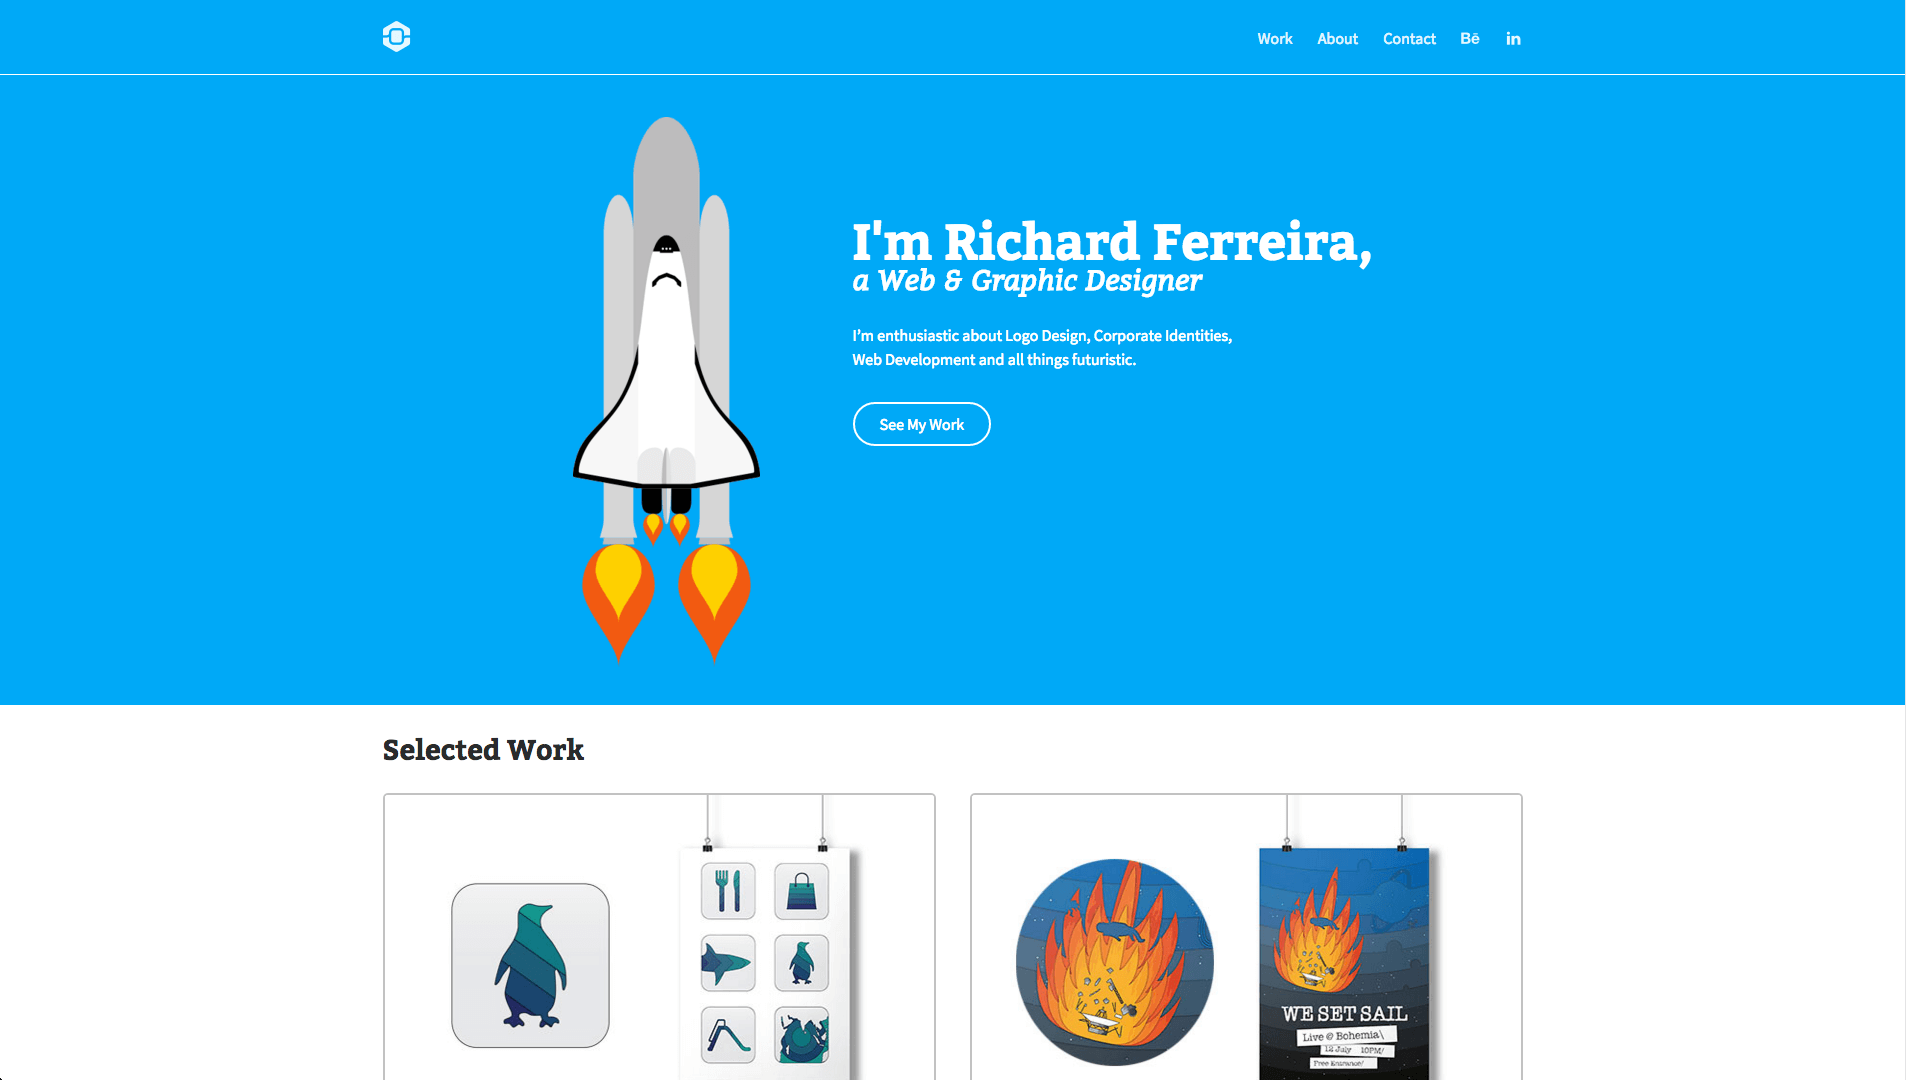 Work About Contact Bē in
I'm Richard Ferreira,
a Web & Graphic Designer
I’m enthusiastic about Logo Design, Corporate Identities,
Web Development and all things futuristic.
See My Work
Selected Work
WE SET SAIL
Live @ Bohemia\
12 July 10PM/
Free Entrance/